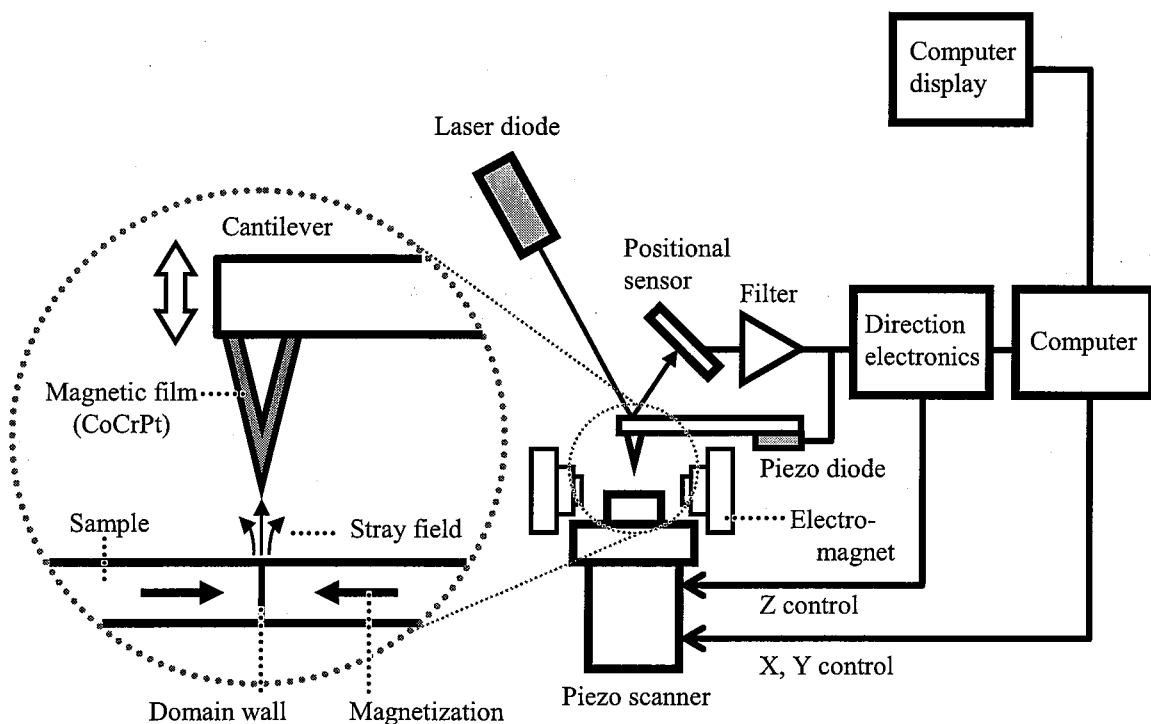 Computer
display
Laser diode
Cantilever
Positional
sensor
Filter
Direction
electronics
Computer
Magnetic film
(CoCrPt)
Piezo diode
Sample
Stray field
Electro-
magnet
Z control
X, Y control
Piezo scanner
Domain wall
Magnetization